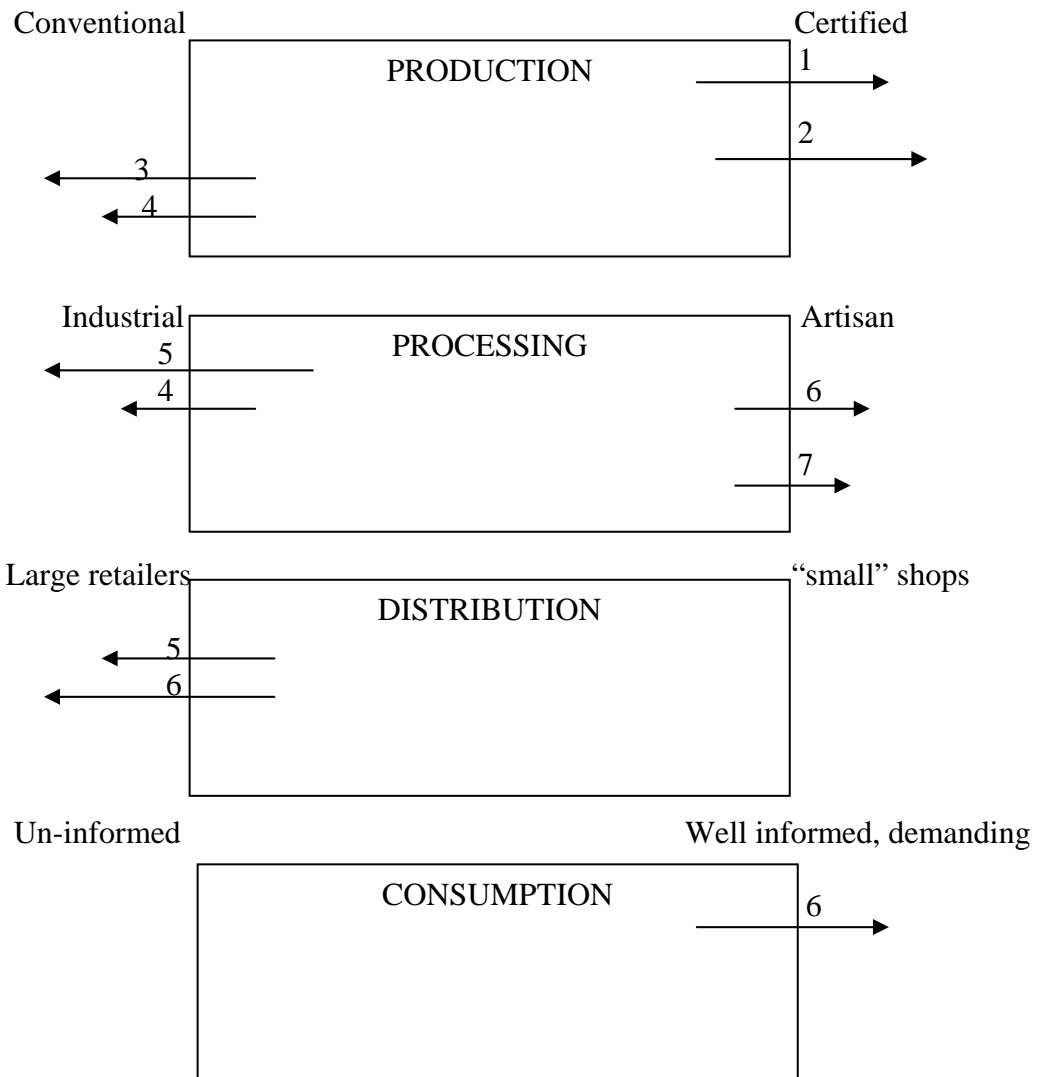 Conventional Certified
PRODUCTION 1
2
3
4
Industrial Artisan
PROCESSING
5
4 6
7
Large retailers “small” shops
DISTRIBUTION
5
6
Un-informed Well informed, demanding
CONSUMPTION 6